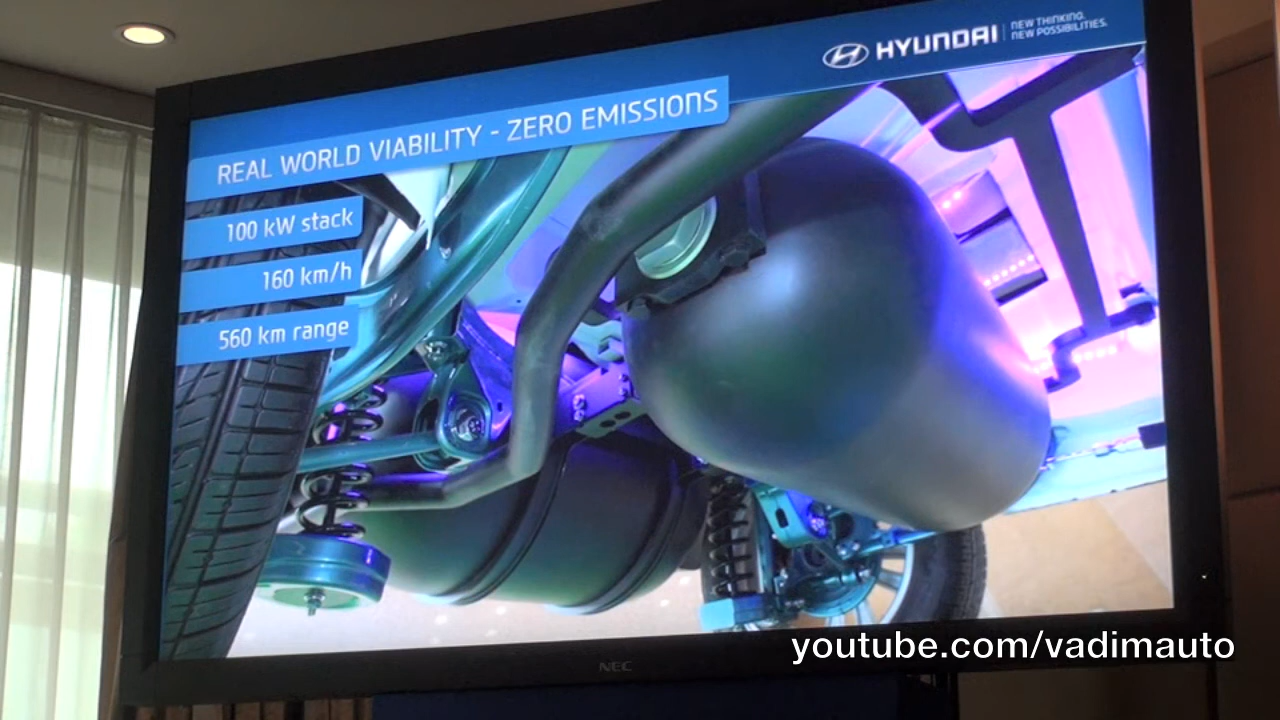 HYUNDAI
NEW THINKING.
NEW POSSIBILITIES.
REAL WORLD VIABILITY - ZERO EMISSIONS
100 kW stack
160 km/h
560 km range
NEC
youtube.com/vadimauto